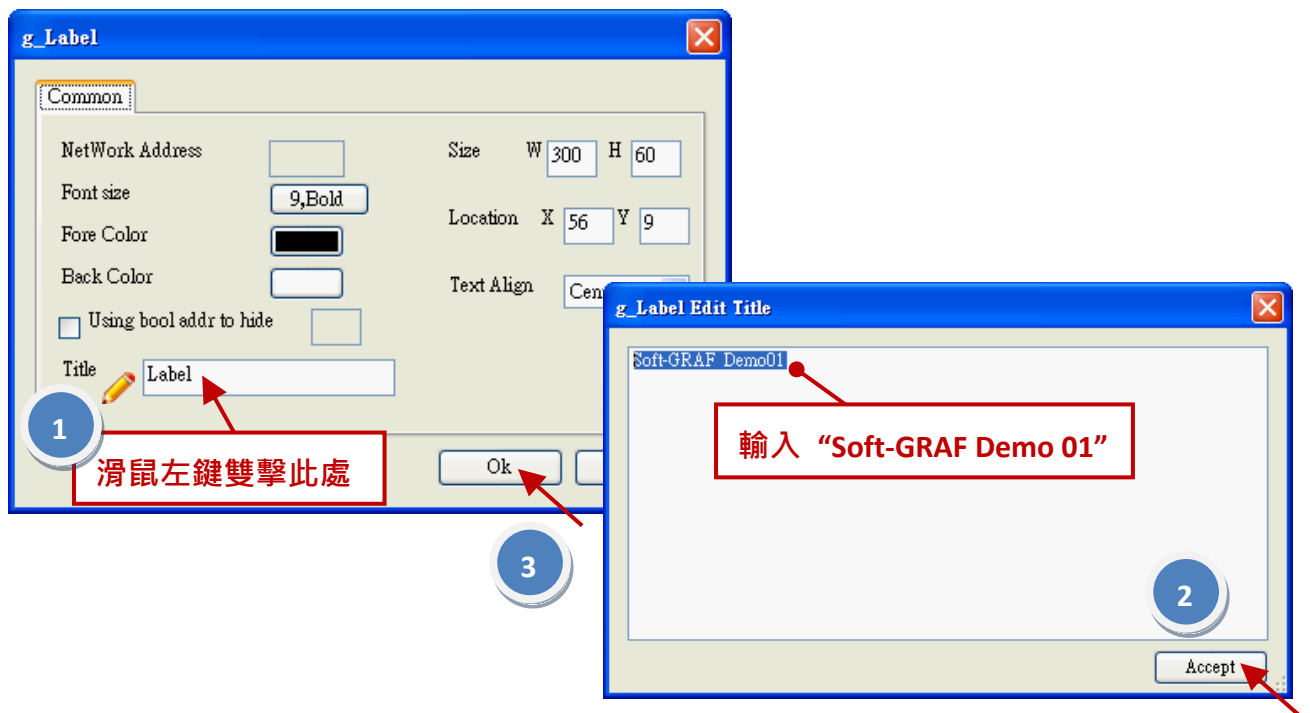 g_Label
Common
NetWork Address
Size W 300 H 60
Font size 9,Bold
Location X 56 Y 9
Fore Color
Back Color
Text Align
Using bool addr to hide
Title Label
1
滑鼠左鍵雙擊此處
Ok
3
g_Label Edit Title
Soft-GRAF Demo01
輸入 “Soft-GRAF Demo 01”
2
Accept